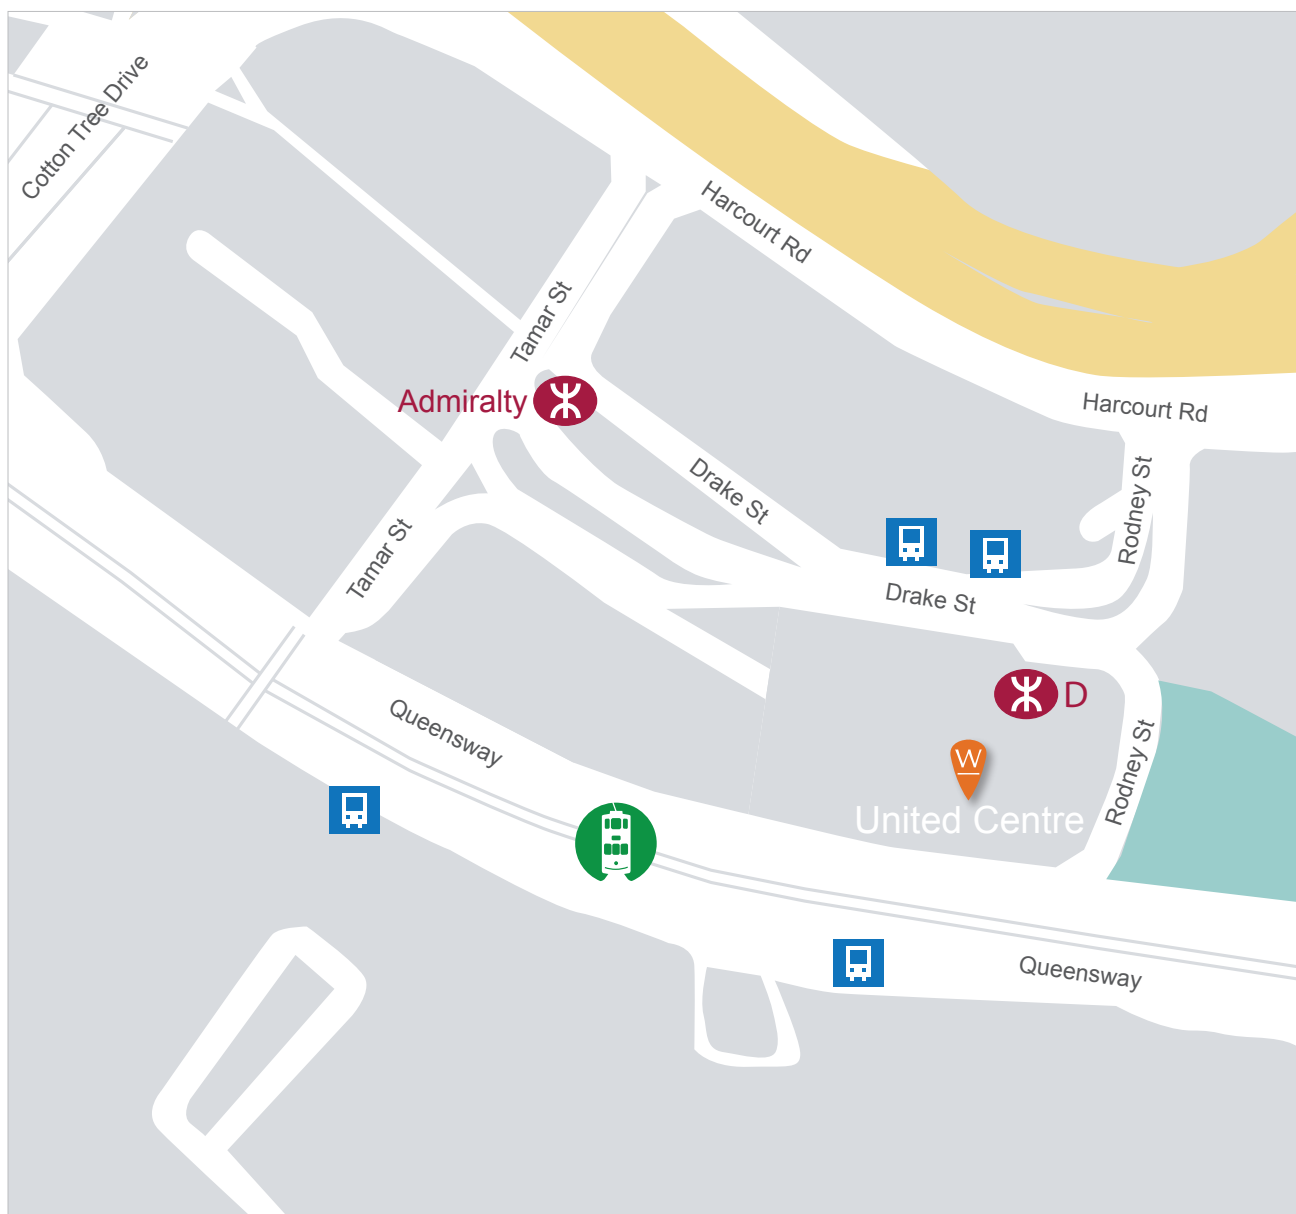 Cotton Tree Drive
Harcourt Rd
Tamar St
Admiralty
Harcourt Rd
Drake St
Rodney St
Tamar St
Drake St
D
Queensway
Rodney St
W
United Centre
Queensway